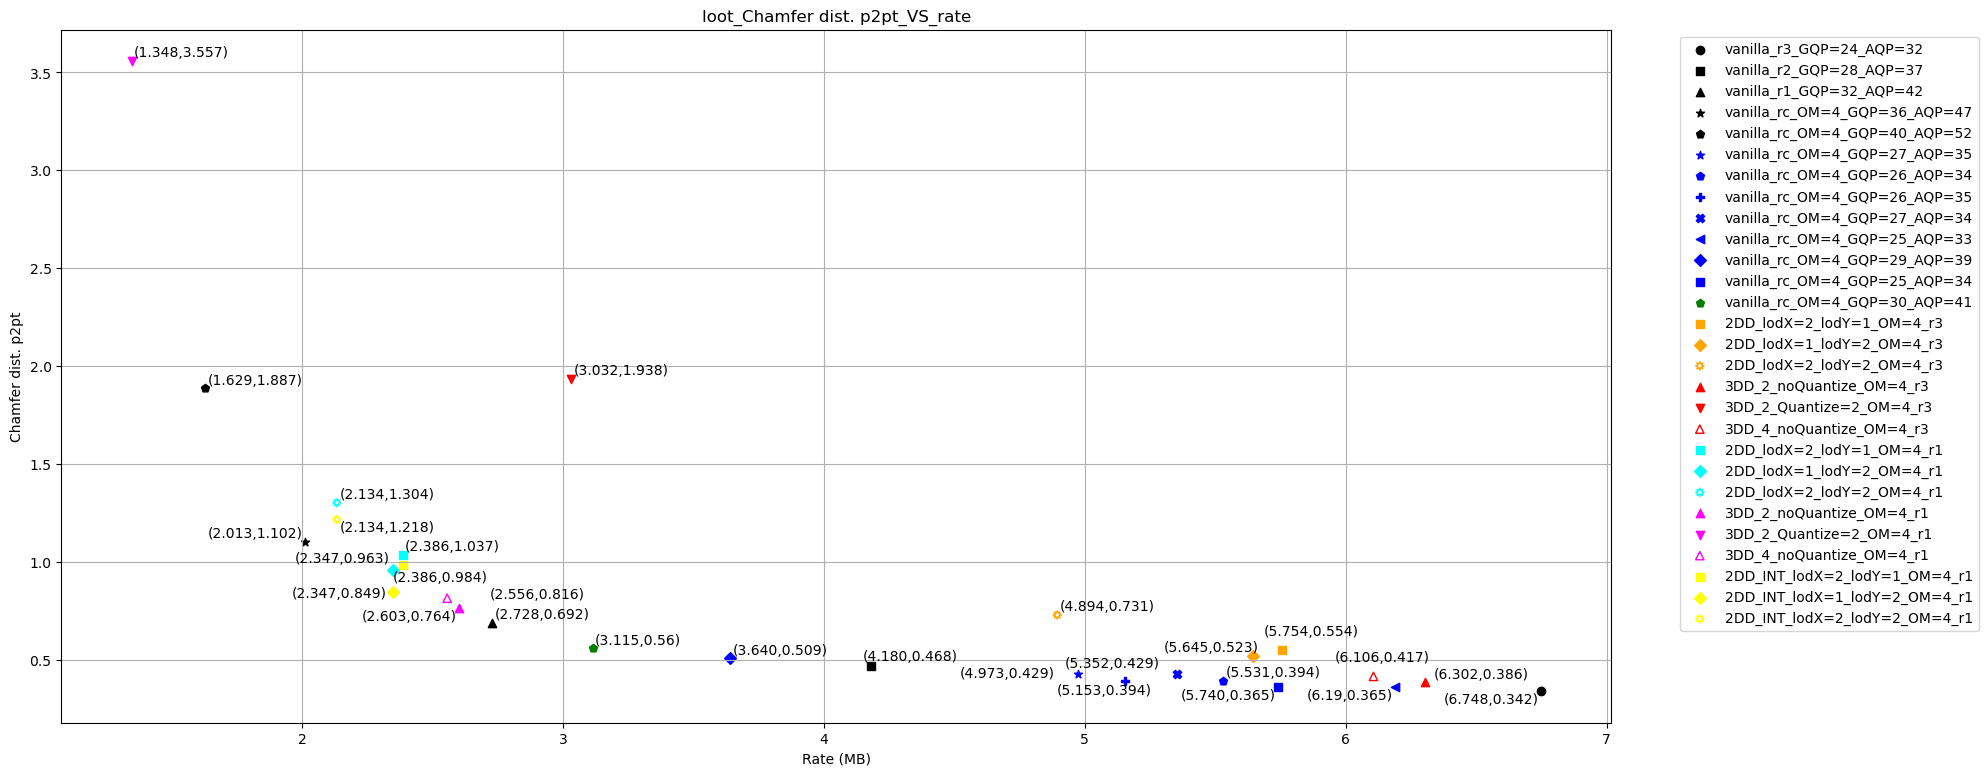 loot_Chamfer dist. p2pt_VS_rate
Chamfer dist. p2pt
3.5
3.0
2.5
2.0
1.5
1.0
0.5
(1.348,3.557)
(1.629,1.887)
(3.032,1.938)
(2.134,1.304)
(2.134,1.218)
(2.013,1.102)
(2.386,1.037)
(2.347,0.963)
(2.386,0.984)
(2.347,0.849)
(2.556,0.816)
(2.603,0.764)
(2.728,0.692)
(3.115,0.56)
(3.640,0.509)
(4.180,0.468)
(4.894,0.731)
(4.973,0.429)
(5.352,0.429)
(5.153,0.394)
(5.645,0.523)
(5.754,0.554)
(5.531,0.394)
(5.740,0.365)
(6.106,0.417)
(6.19,0.365)
(6.302,0.386)
(6.748,0.342)
2
3
4
5
6
7
Rate (MB)
vanilla_r3_GQP=24_AQP=32
vanilla_r2_GQP=28_AQP=37
vanilla_r1_GQP=32_AQP=42
vanilla_rc_OM=4_GQP=36_AQP=47
vanilla_rc_OM=4_GQP=40_AQP=52
vanilla_rc_OM=4_GQP=27_AQP=35
vanilla_rc_OM=4_GQP=26_AQP=34
vanilla_rc_OM=4_GQP=26_AQP=35
vanilla_rc_OM=4_GQP=27_AQP=34
vanilla_rc_OM=4_GQP=25_AQP=33
vanilla_rc_OM=4_GQP=29_AQP=39
vanilla_rc_OM=4_GQP=25_AQP=34
vanilla_rc_OM=4_GQP=30_AQP=41
2DD_lodX=2_lodY=1_OM=4_r3
2DD_lodX=1_lodY=2_OM=4_r3
2DD_lodX=2_lodY=2_OM=4_r3
3DD_2_noQuantize_OM=4_r3
3DD_2_Quantize=2_OM=4_r3
3DD_4_noQuantize_OM=4_r3
2DD_lodX=2_lodY=1_OM=4_r1
2DD_lodX=1_lodY=2_OM=4_r1
2DD_lodX=2_lodY=2_OM=4_r1
3DD_2_noQuantize_OM=4_r1
3DD_2_Quantize=2_OM=4_r1
3DD_4_noQuantize_OM=4_r1
2DD_INT_lodX=2_lodY=1_OM=4_r1
2DD_INT_lodX=1_lodY=2_OM=4_r1
2DD_INT_lodX=2_lodY=2_OM=4_r1